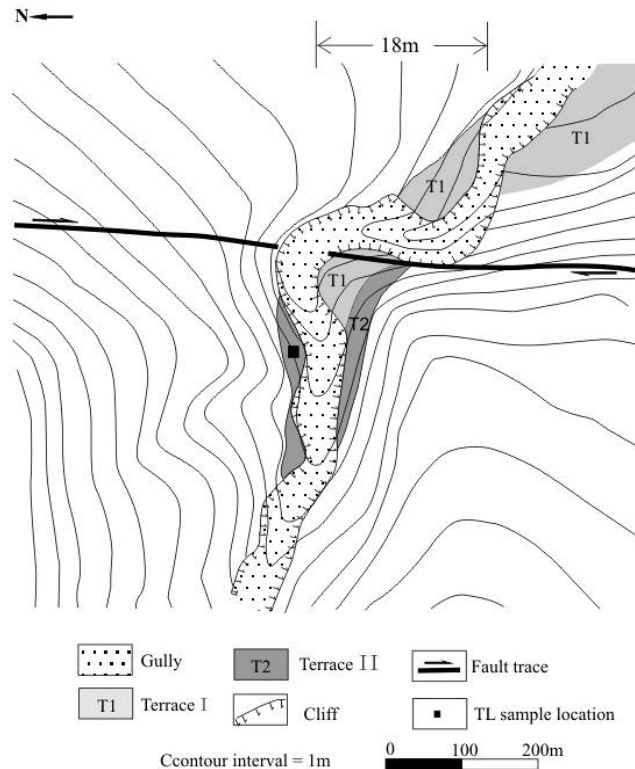 N
18m
T1
T1
T1
T2
Gully
T2 Terrace II
Fault trace
T1 Terrace I
Cliff
TL sample location
Ccontour interval = 1m
0 100 200m